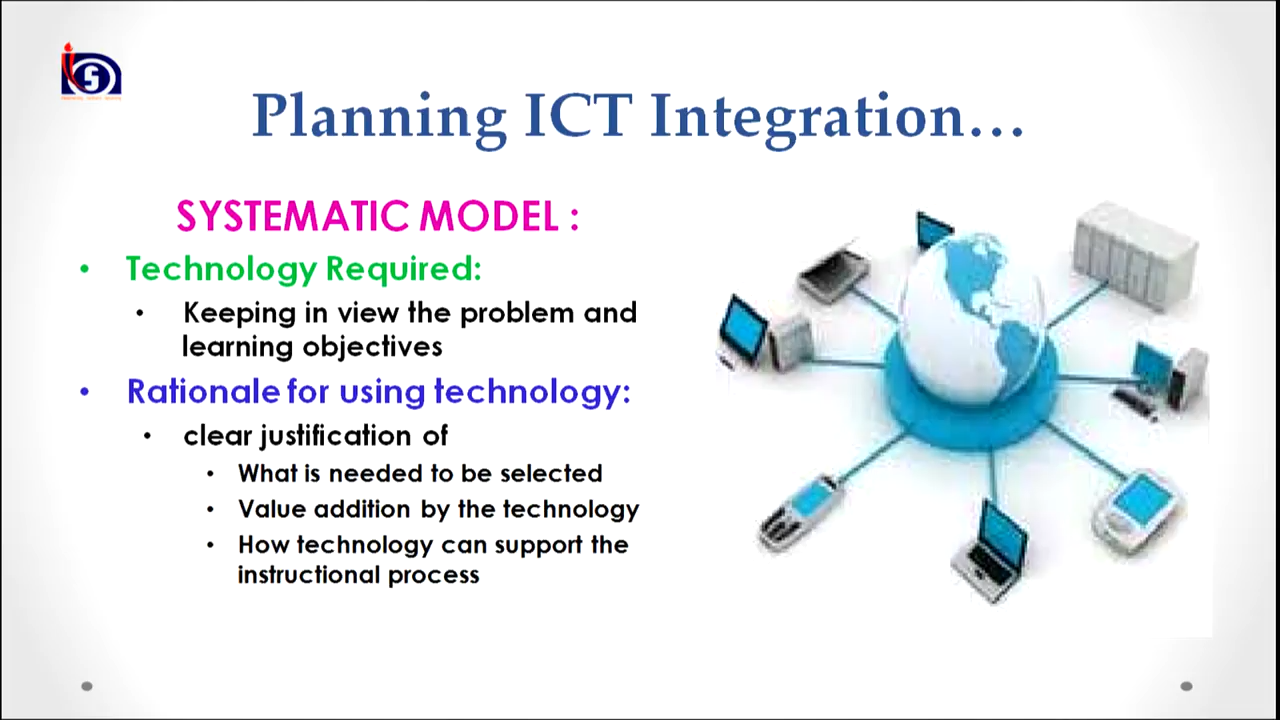 Planning ICT Integration...
SYSTEMATIC MODEL :
• Technology Required:
• Keeping in view the problem and
learning objectives
• Rationale for using technology:
• clear justification of
• What is needed to be selected
• Value addition by the technology
• How technology can support the
instructional process